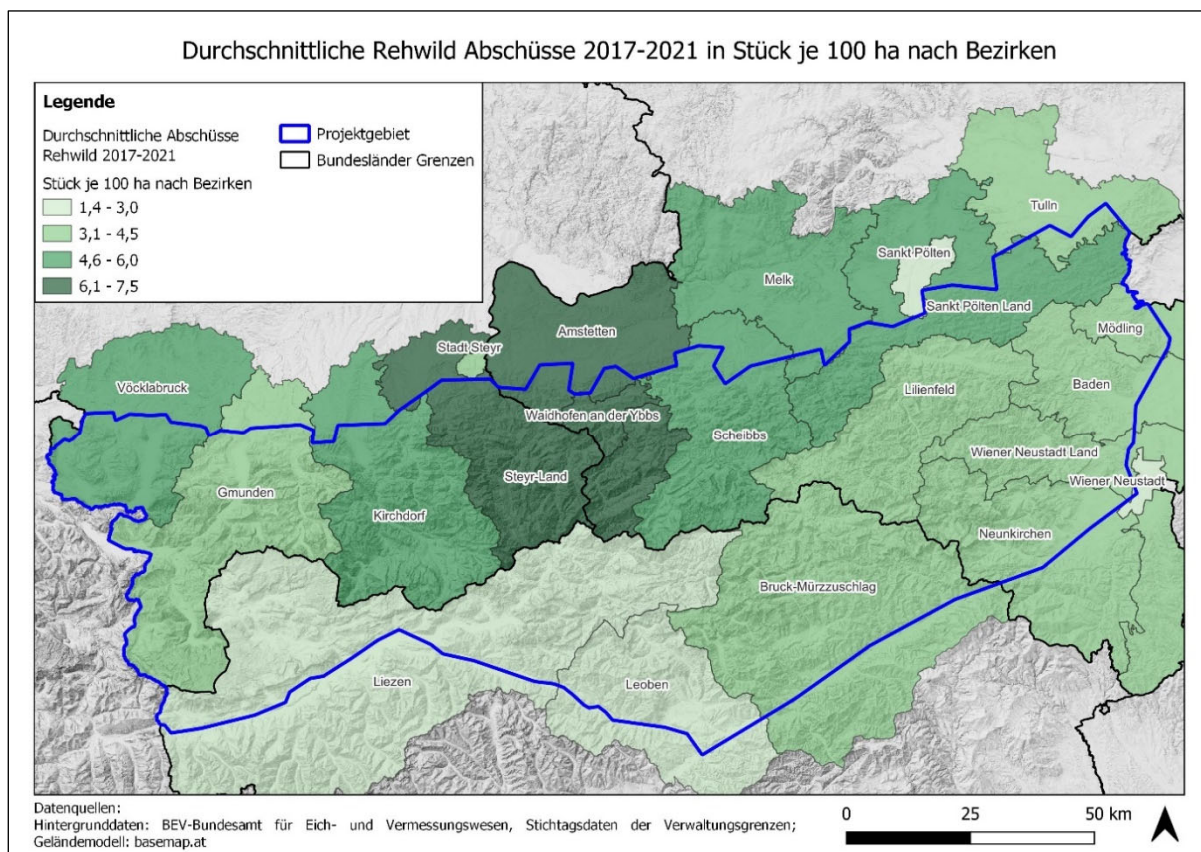 Durchschnittliche Rehwild Abschüsse 2017-2021 in Stück je 100 ha nach Bezirken
Legende
Durchschnittliche Abschüsse
Rehwild 2017-2021
Stück je 100 ha nach Bezirken
1,4 - 3,0
3,1 - 4,5
4,6 - 6,0
6,1 - 7,5
Projektgebiet
Bundesländer Grenzen
Tulln
Sankt Pölten
Melk
Sankt Pölten Land
Mödling
Amstetten
Stadt Steyr
Vöcklabruck
Lilienfeld
Baden
Waidhofen an der Ybbs
Scheibbs
Wiener Neustadt Land
Steyr-Land
Wiener Neustadt
Gmunden
Kirchdorf
Neunkirchen
Bruck-Mürzzuschlag
Liezen
Leoben
Datenquellen:
Hintergrunddaten: BEV-Bundesamt für Eich- und Vermessungswesen, Stichtagsdaten der Verwaltungsgrenzen;
Geländemodell: basemap.at
0 25 50 km